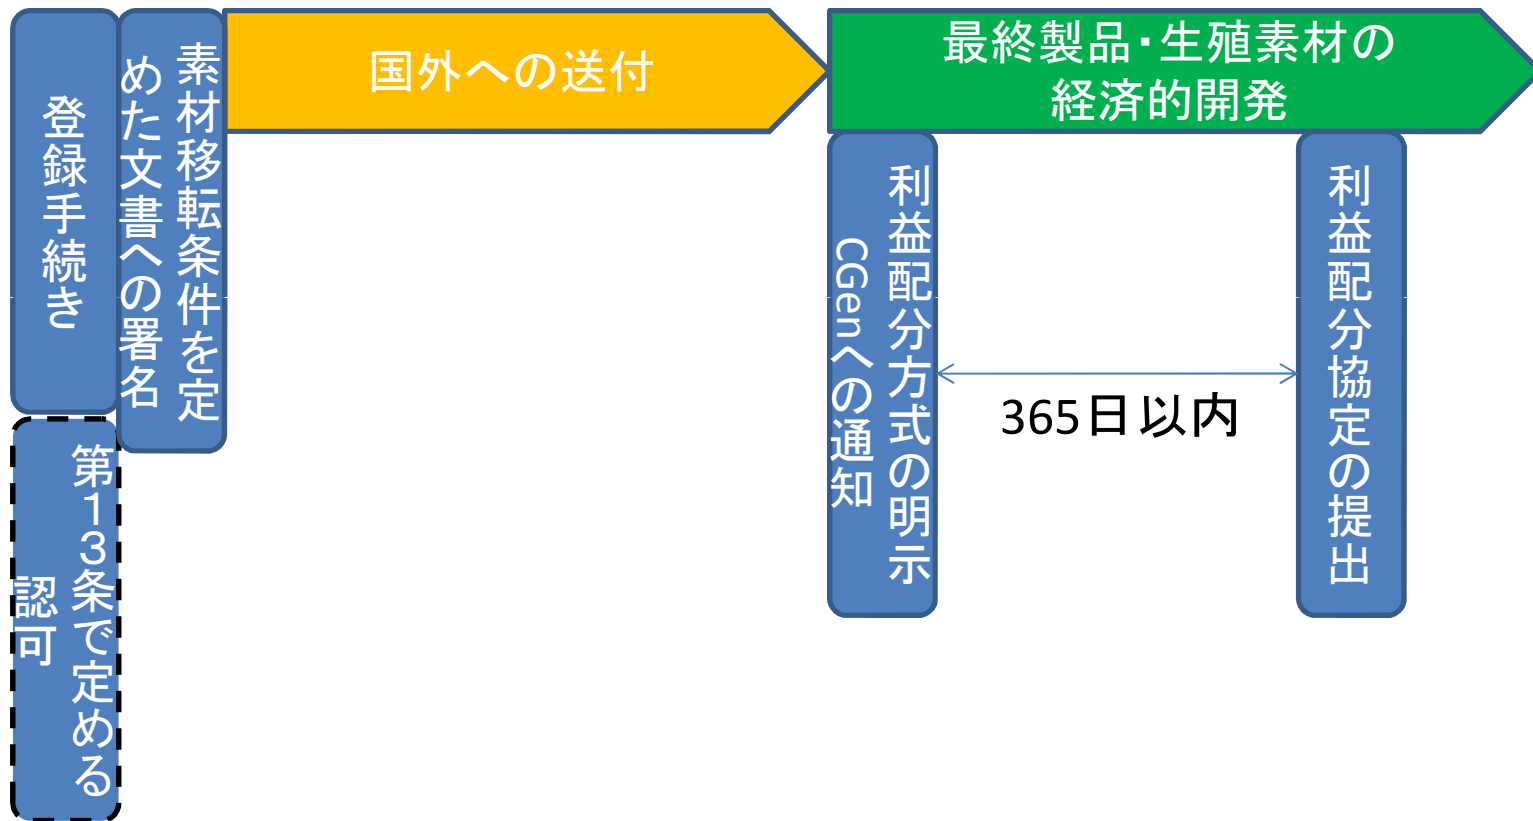 登録手続き
素材移転条件を定
めた文書への署名
国外への送付
最終製品・生殖素材の
経済的開発
第１３条で定める
認可
利益配分方式の明示
CGenへの通知
365日以内
利益配分協定の提出